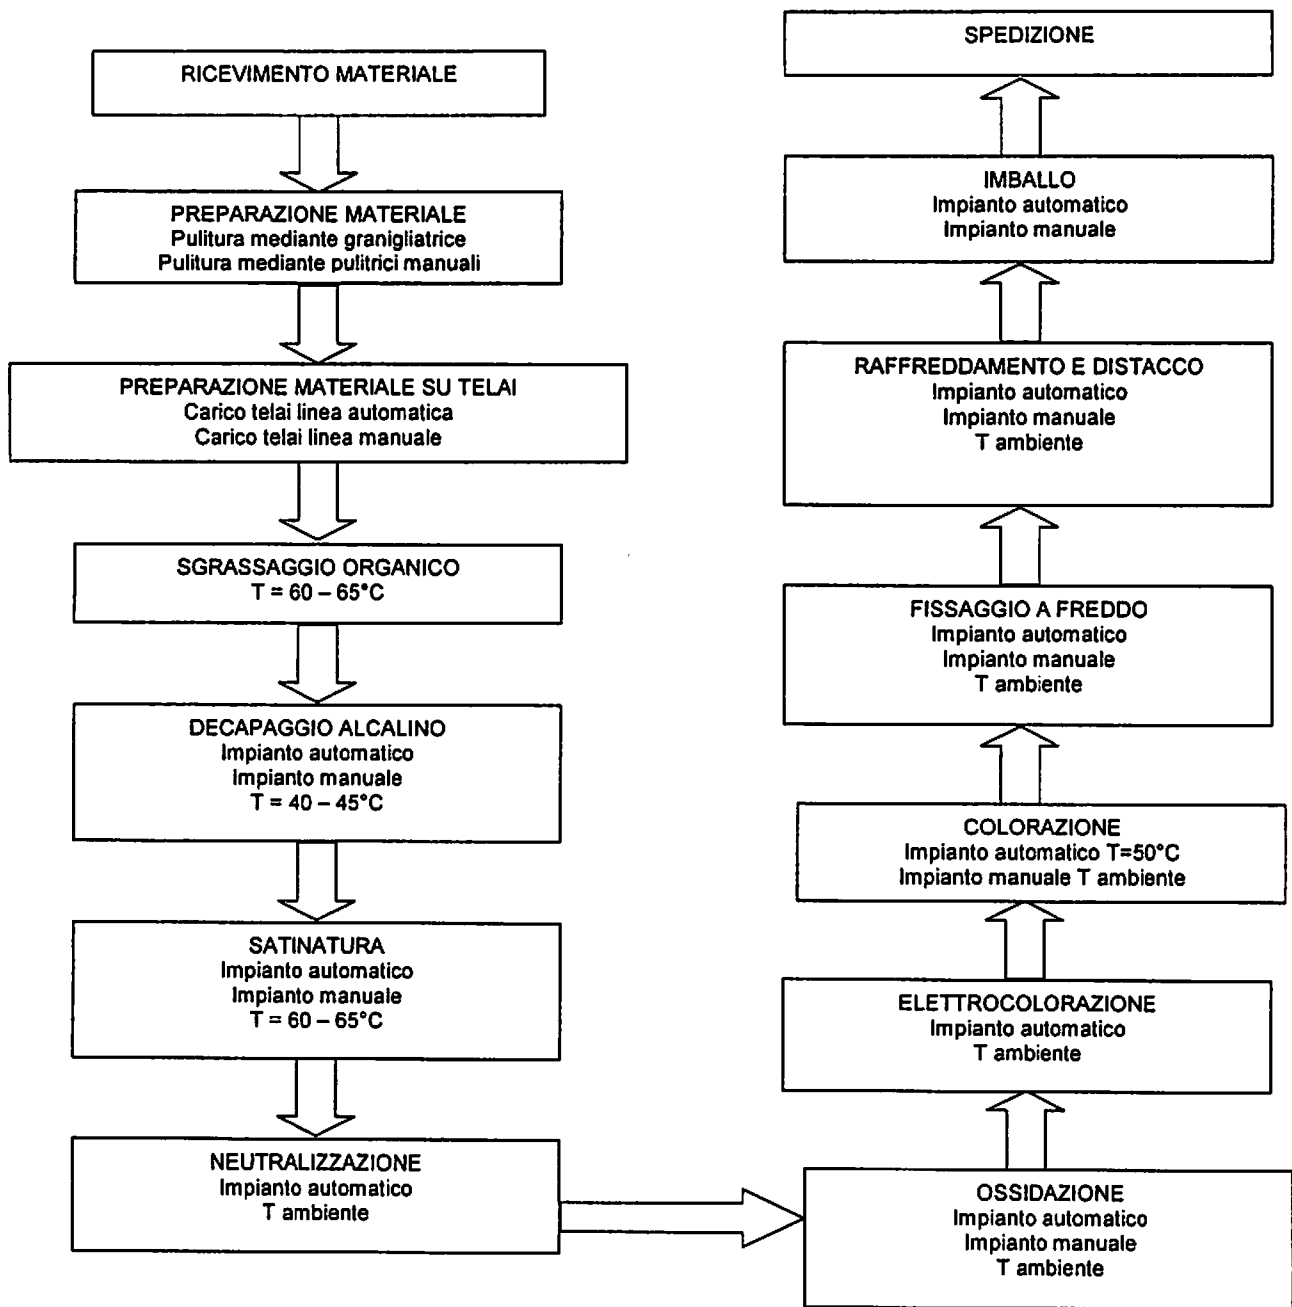 RICEVIMENTO MATERIALE
PREPARAZIONE MATERIALE
Pulitura mediante granigliatrice
Pulitura mediante pulitrici manuali
PREPARAZIONE MATERIALE SU TELAI
Carico telai linea automatica
Carico telai linea manuale
SGRASSAGGIO ORGANICO
T = 60 – 65°C
DECAPAGGIO ALCALINO
Impianto automatico
Impianto manuale
T = 40 – 45°C
SATINATURA
Impianto automatico
Impianto manuale
T = 60 – 65°C
NEUTRALIZZAZIONE
Impianto automatico
T ambiente
OSSIDAZIONE
Impianto automatico
Impianto manuale
T ambiente
ELETTROCOLORAZIONE
Impianto automatico
T ambiente
COLORAZIONE
Impianto automatico T=50°C
Impianto manuale T ambiente
FISSAGGIO A FREDDO
Impianto automatico
Impianto manuale
T ambiente
RAFFREDDAMENTO E DISTACCO
Impianto automatico
Impianto manuale
T ambiente
IMBALLO
Impianto automatico
Impianto manuale
SPEDIZIONE